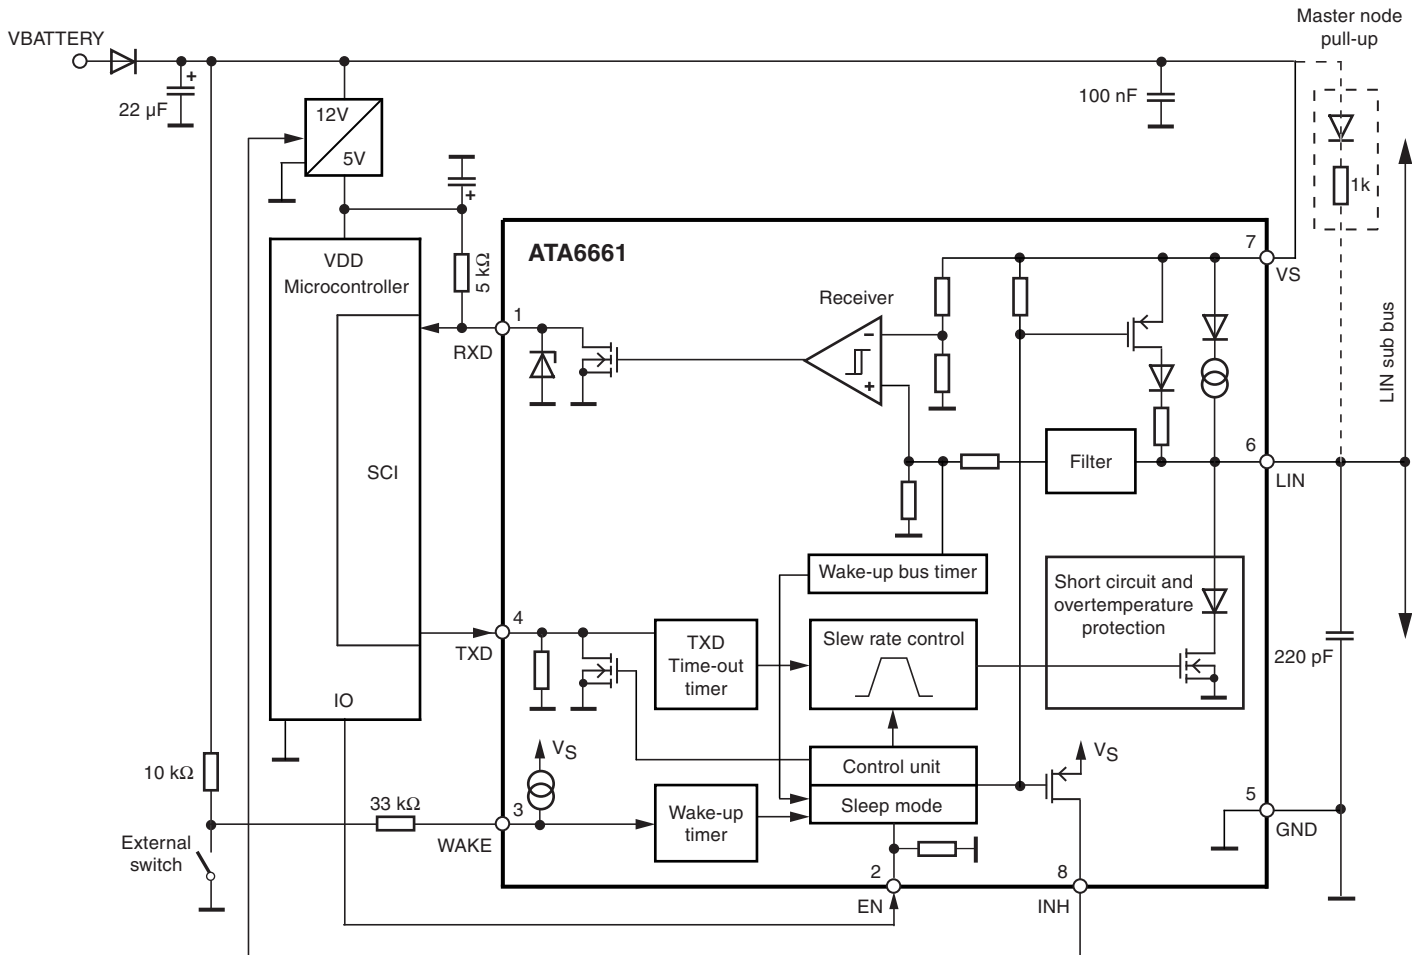 Master node
pull-up
VBATTERY
22 µF
+
12V
5V
100 nF
1k
+
LIN sub bus
ATA6661
VDD
Microcontroller
5 kΩ
7
VS
Receiver
-
+
1
RXD
SCI
Filter
6
LIN
Wake-up bus timer
Short circuit and
overtemperature
protection
4
TXD
TXD
Time-out
timer
Slew rate control
220 pF
IO
VS
VS
Control unit
Sleep mode
10 kΩ
33 kΩ
3
WAKE
Wake-up
timer
5
GND
External
switch
2
EN
8
INH